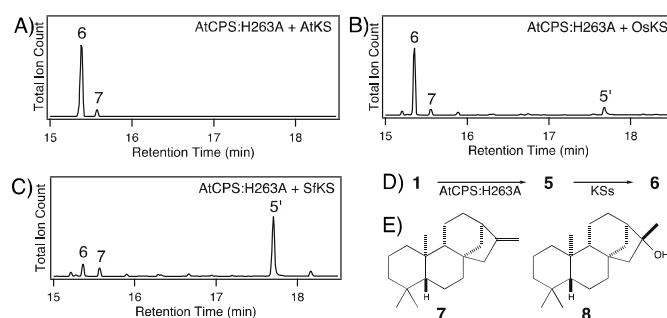 A) AtCPS:H263A + AtKS
Total Ion Count
6
7
15 16 17 18
Retention Time (min)
B) AtCPS:H263A + OsKS
Total Ion Count
6
7
5'
15 16 17 18
Retention Time (min)
C) AtCPS:H263A + SfKS
Total Ion Count
6
7
5'
15 16 17 18
Retention Time (min)
D) 1 AtCPS:H263A 5 KSs 6
E)
H
7
OH
H
8